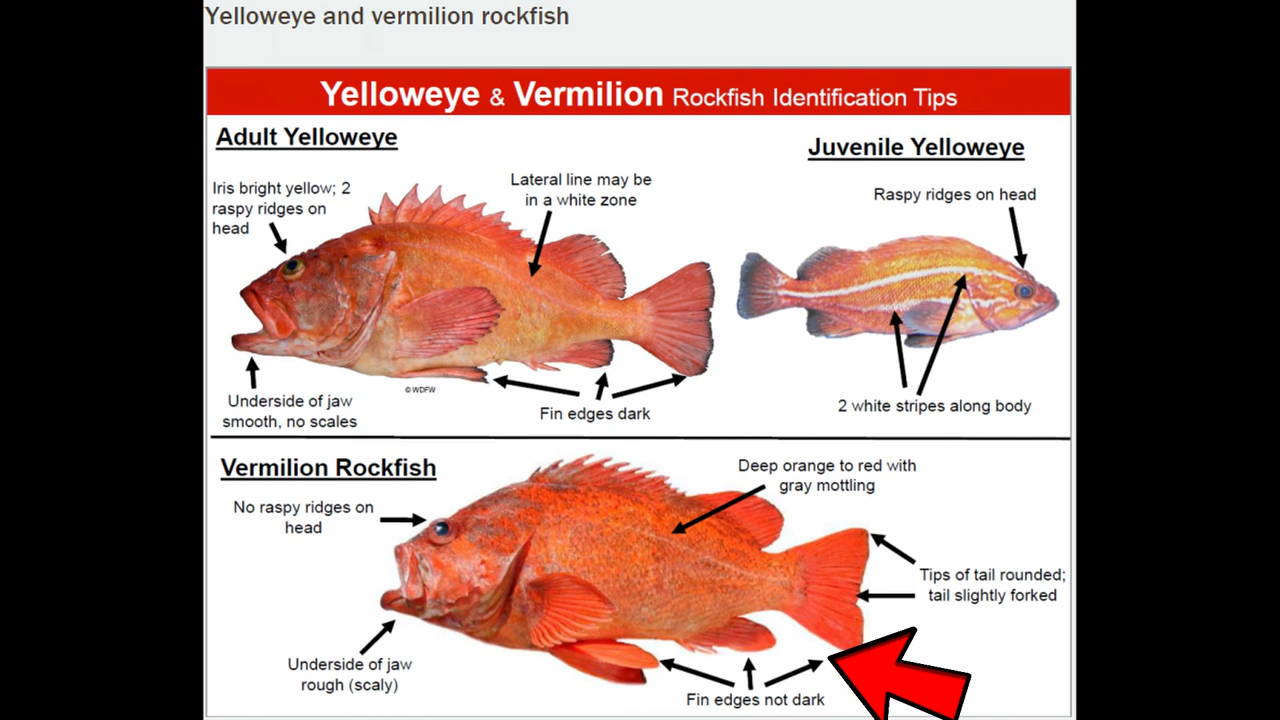 Yelloweye and vermilion rockfish
Yelloweye & Vermilion Rockfish Identification Tips
Adult Yelloweye
Iris bright yellow; 2
raspy ridges on
head
Lateral line may be
in a white zone
Underside of jaw
smooth, no scales
© WDFW
Fin edges dark
Juvenile Yelloweye
Raspy ridges on head
2 white stripes along body
Vermilion Rockfish
No raspy ridges on
head
Deep orange to red with
gray mottling
Tips of tail rounded;
tail slightly forked
Underside of jaw
rough (scaly)
Fin edges not dark